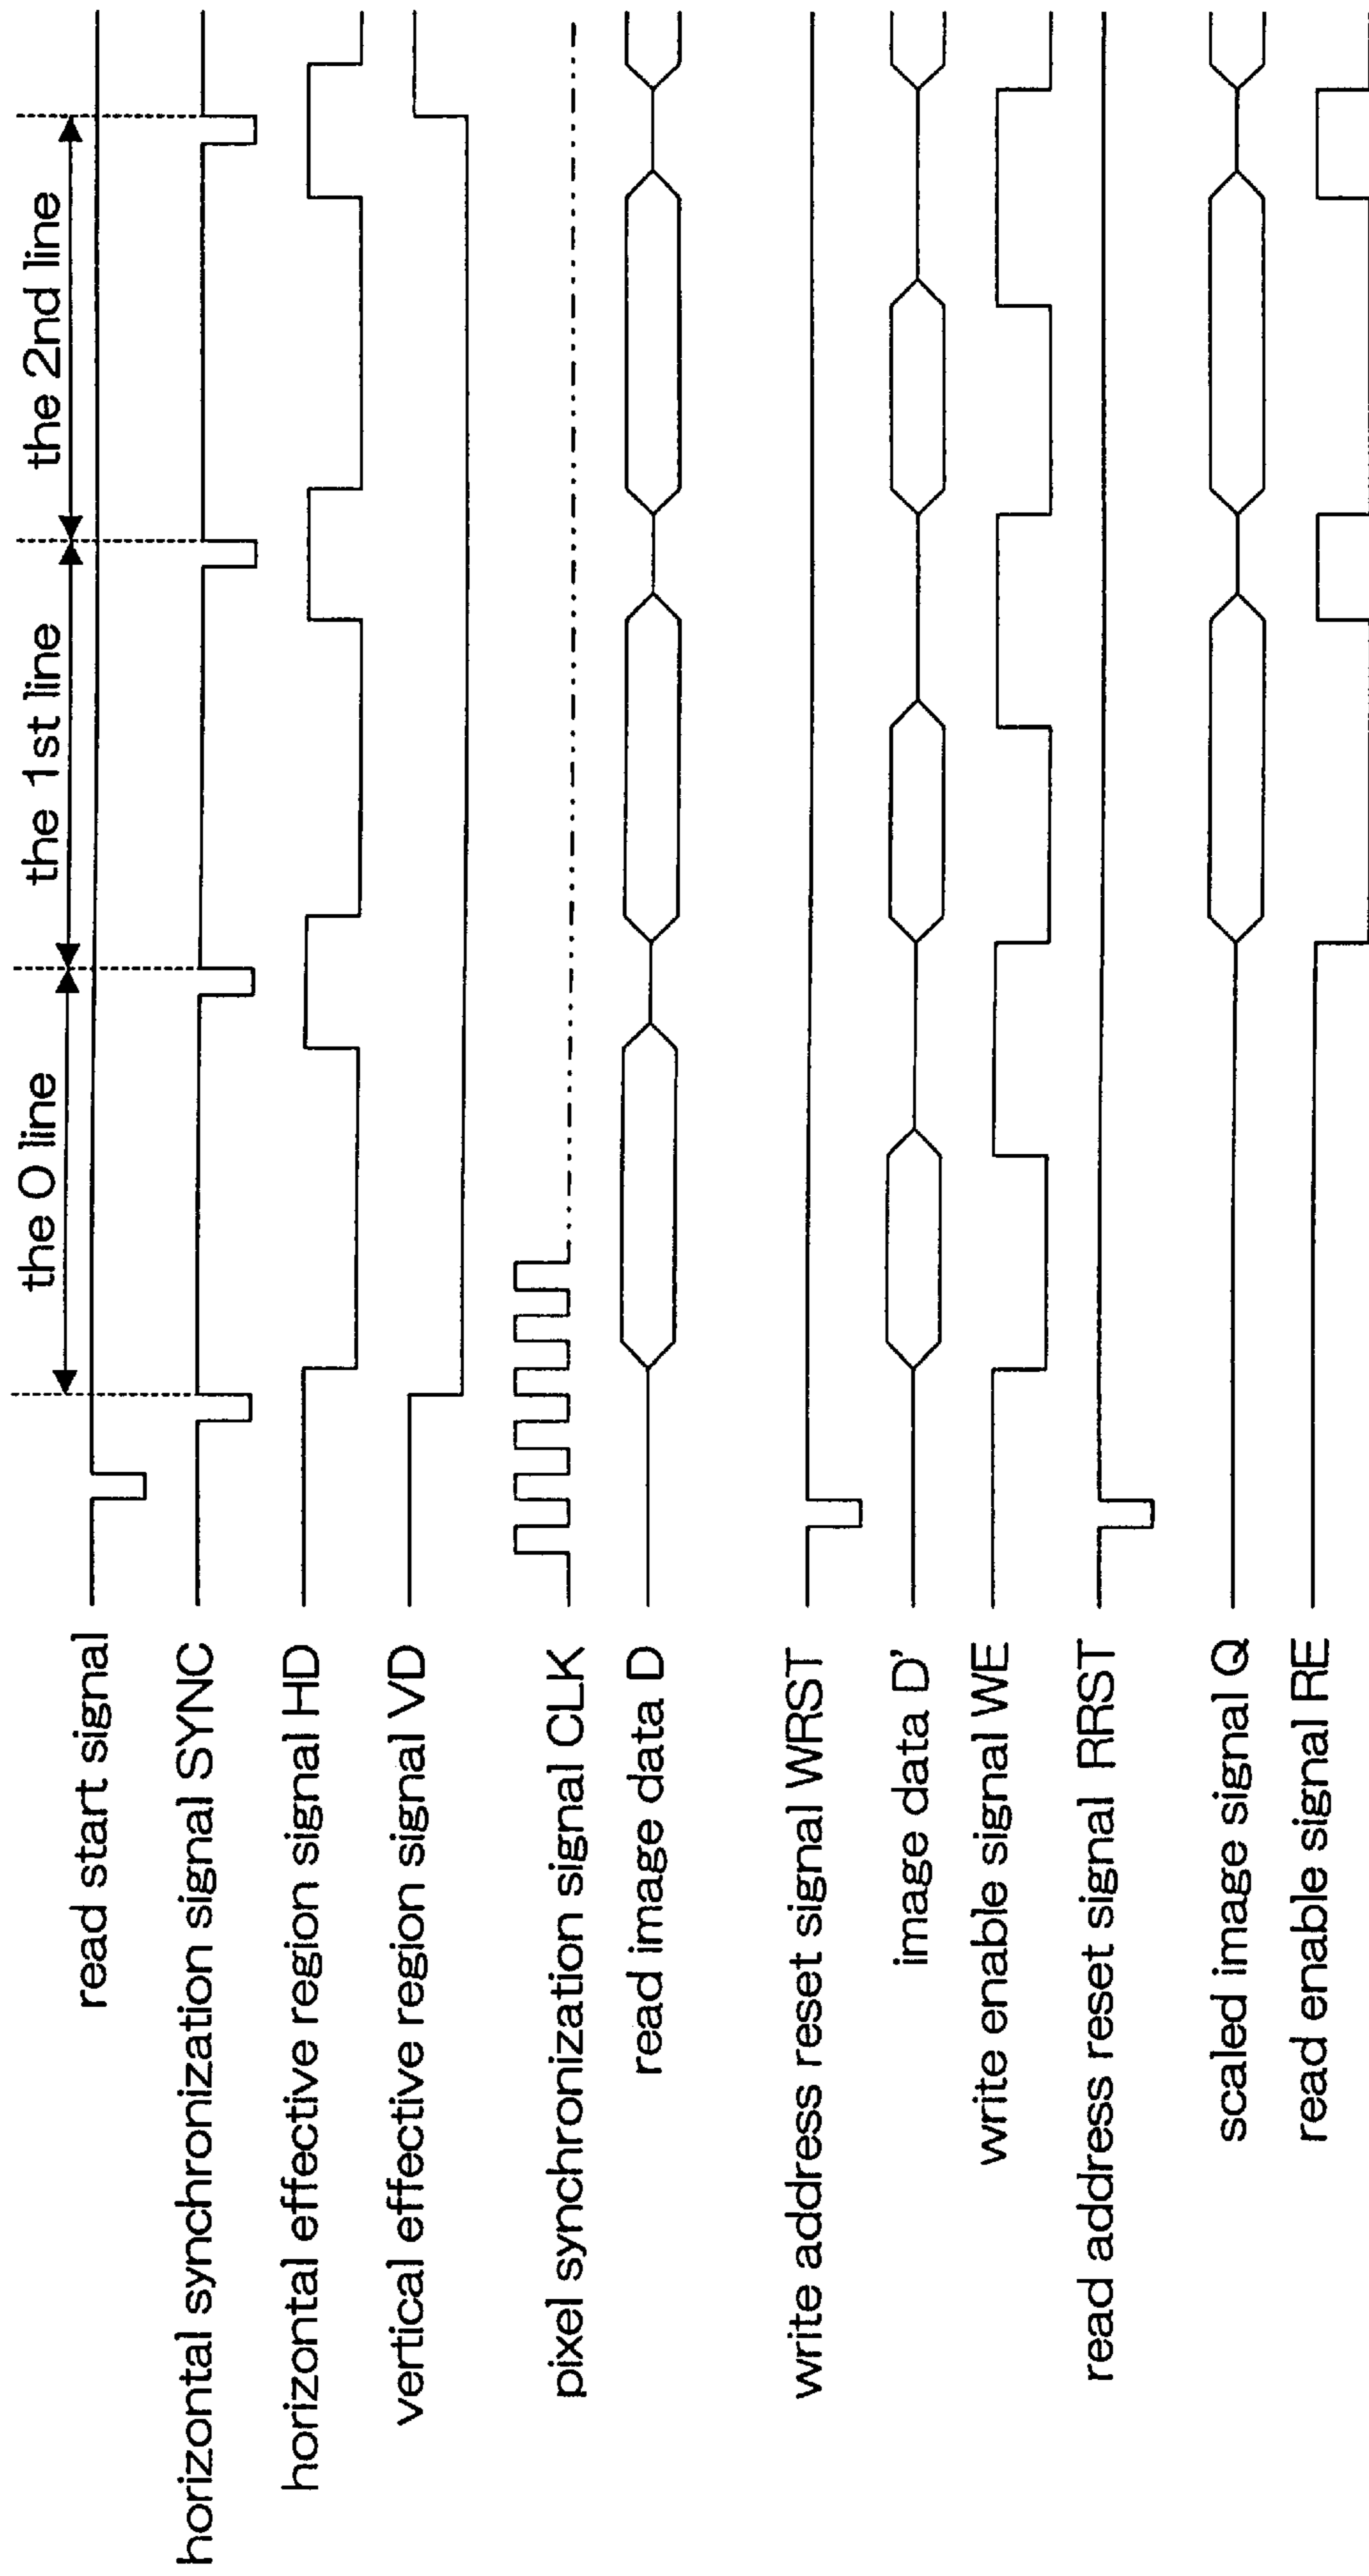 the 0 line
the 1st line
the 2nd line
read start signal
horizontal synchronization signal SYNC
horizontal effective region signal HD
vertical effective region signal VD
pixel synchronization signal CLK
read image data D
write address reset signal WRST
image data D'
write enable signal WE
read address reset signal RRST
scaled image signal Q
read enable signal RE